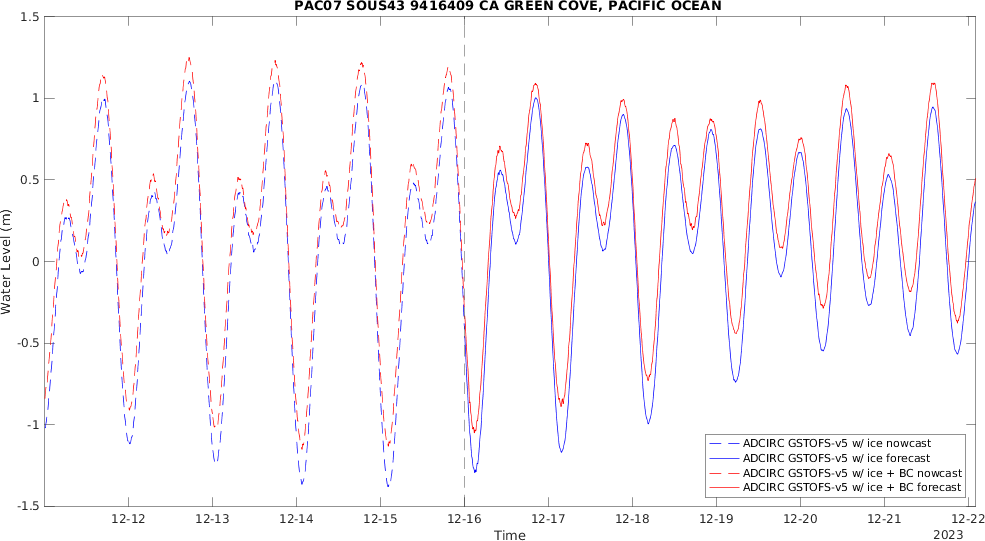 PAC07 SOUS43 9416409 CA GREEN COVE, PACIFIC OCEAN
1.5
1
0.5
0
-0.5
-1
-1.5
Water Level (m)
12-12 12-13 12-14 12-15 12-16 12-17 12-18 12-19 12-20 12-21 12-22
Time
2023
ADCIRC GSTOFS-v5 w/ ice nowcast
ADCIRC GSTOFS-v5 w/ ice forecast
ADCIRC GSTOFS-v5 w/ ice + BC nowcast
ADCIRC GSTOFS-v5 w/ ice + BC forecast